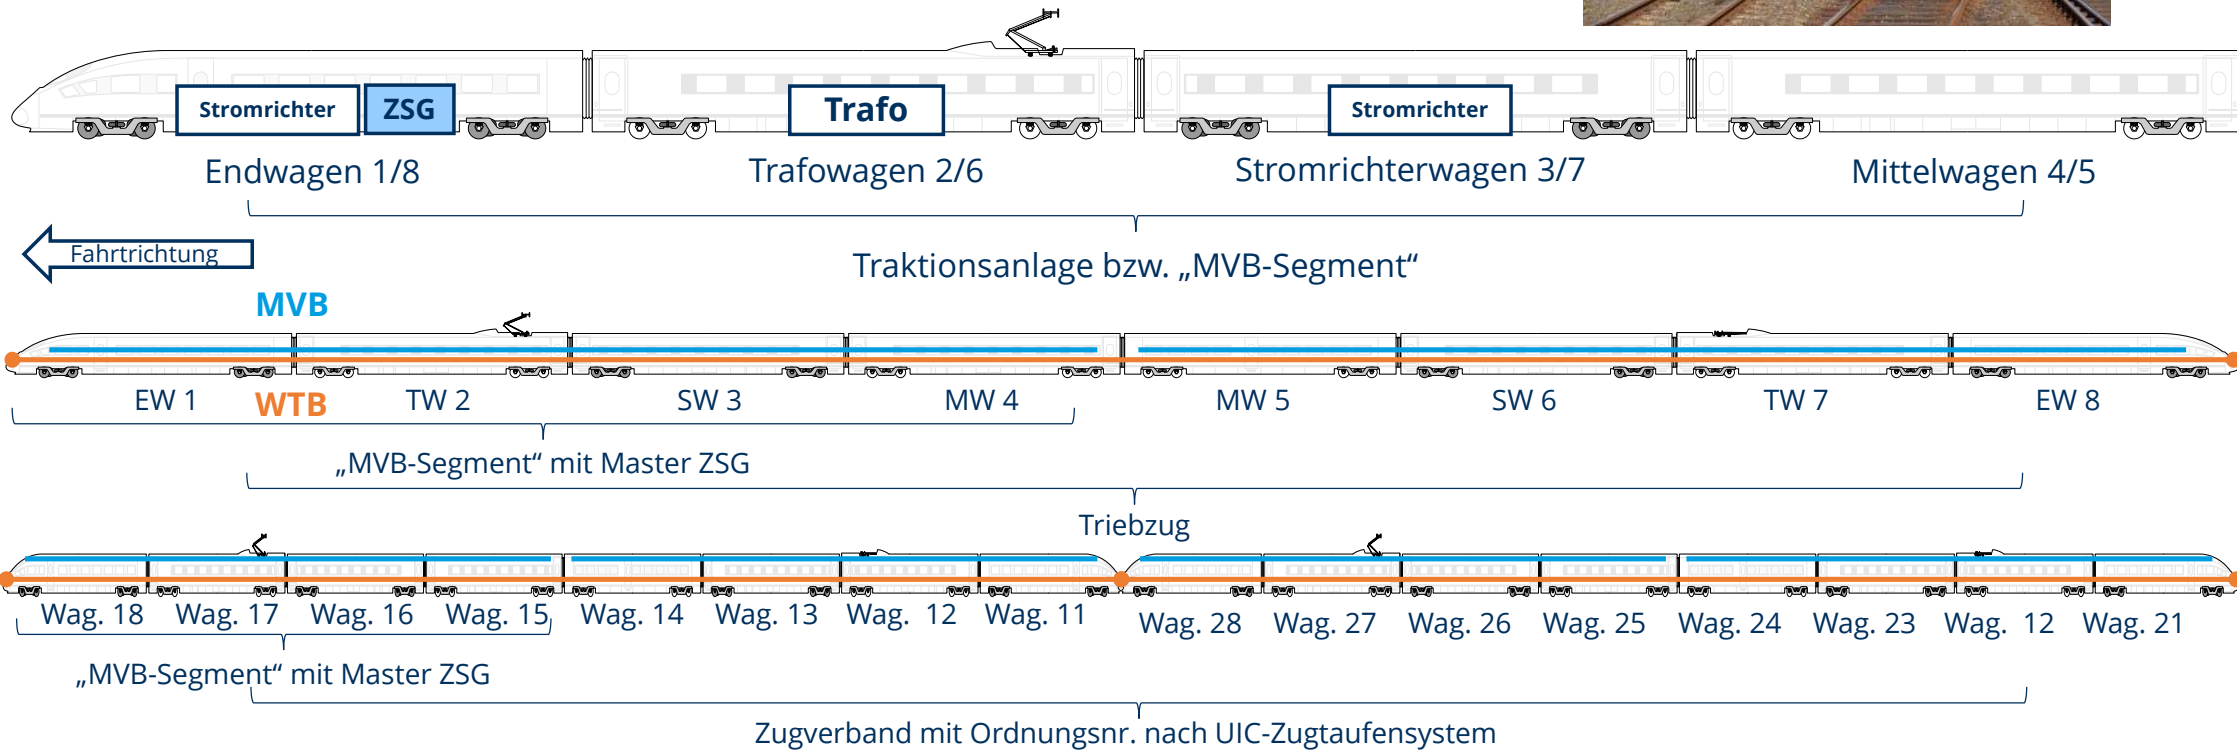 Stromrichter
ZSG
Trafo
Stromrichter
Endwagen 1/8
Trafowagen 2/6
Stromrichterwagen 3/7
Mittelwagen 4/5
Fahrtrichtung
Traktionsanlage bzw. „MVB-Segment“
MVB
EW 1
WTB
TW 2
SW 3
MW 4
MW 5
SW 6
TW 7
EW 8
„MVB-Segment“ mit Master ZSG
Triebzug
Wag. 18
Wag. 17
Wag. 16
Wag. 15
Wag. 14
Wag. 13
Wag. 12
Wag. 11
Wag. 28
Wag. 27
Wag. 26
Wag. 25
Wag. 24
Wag. 23
Wag. 12
Wag. 21
„MVB-Segment“ mit Master ZSG
Zugverband mit Ordnungsnr. nach UIC-Zugtaufensystem